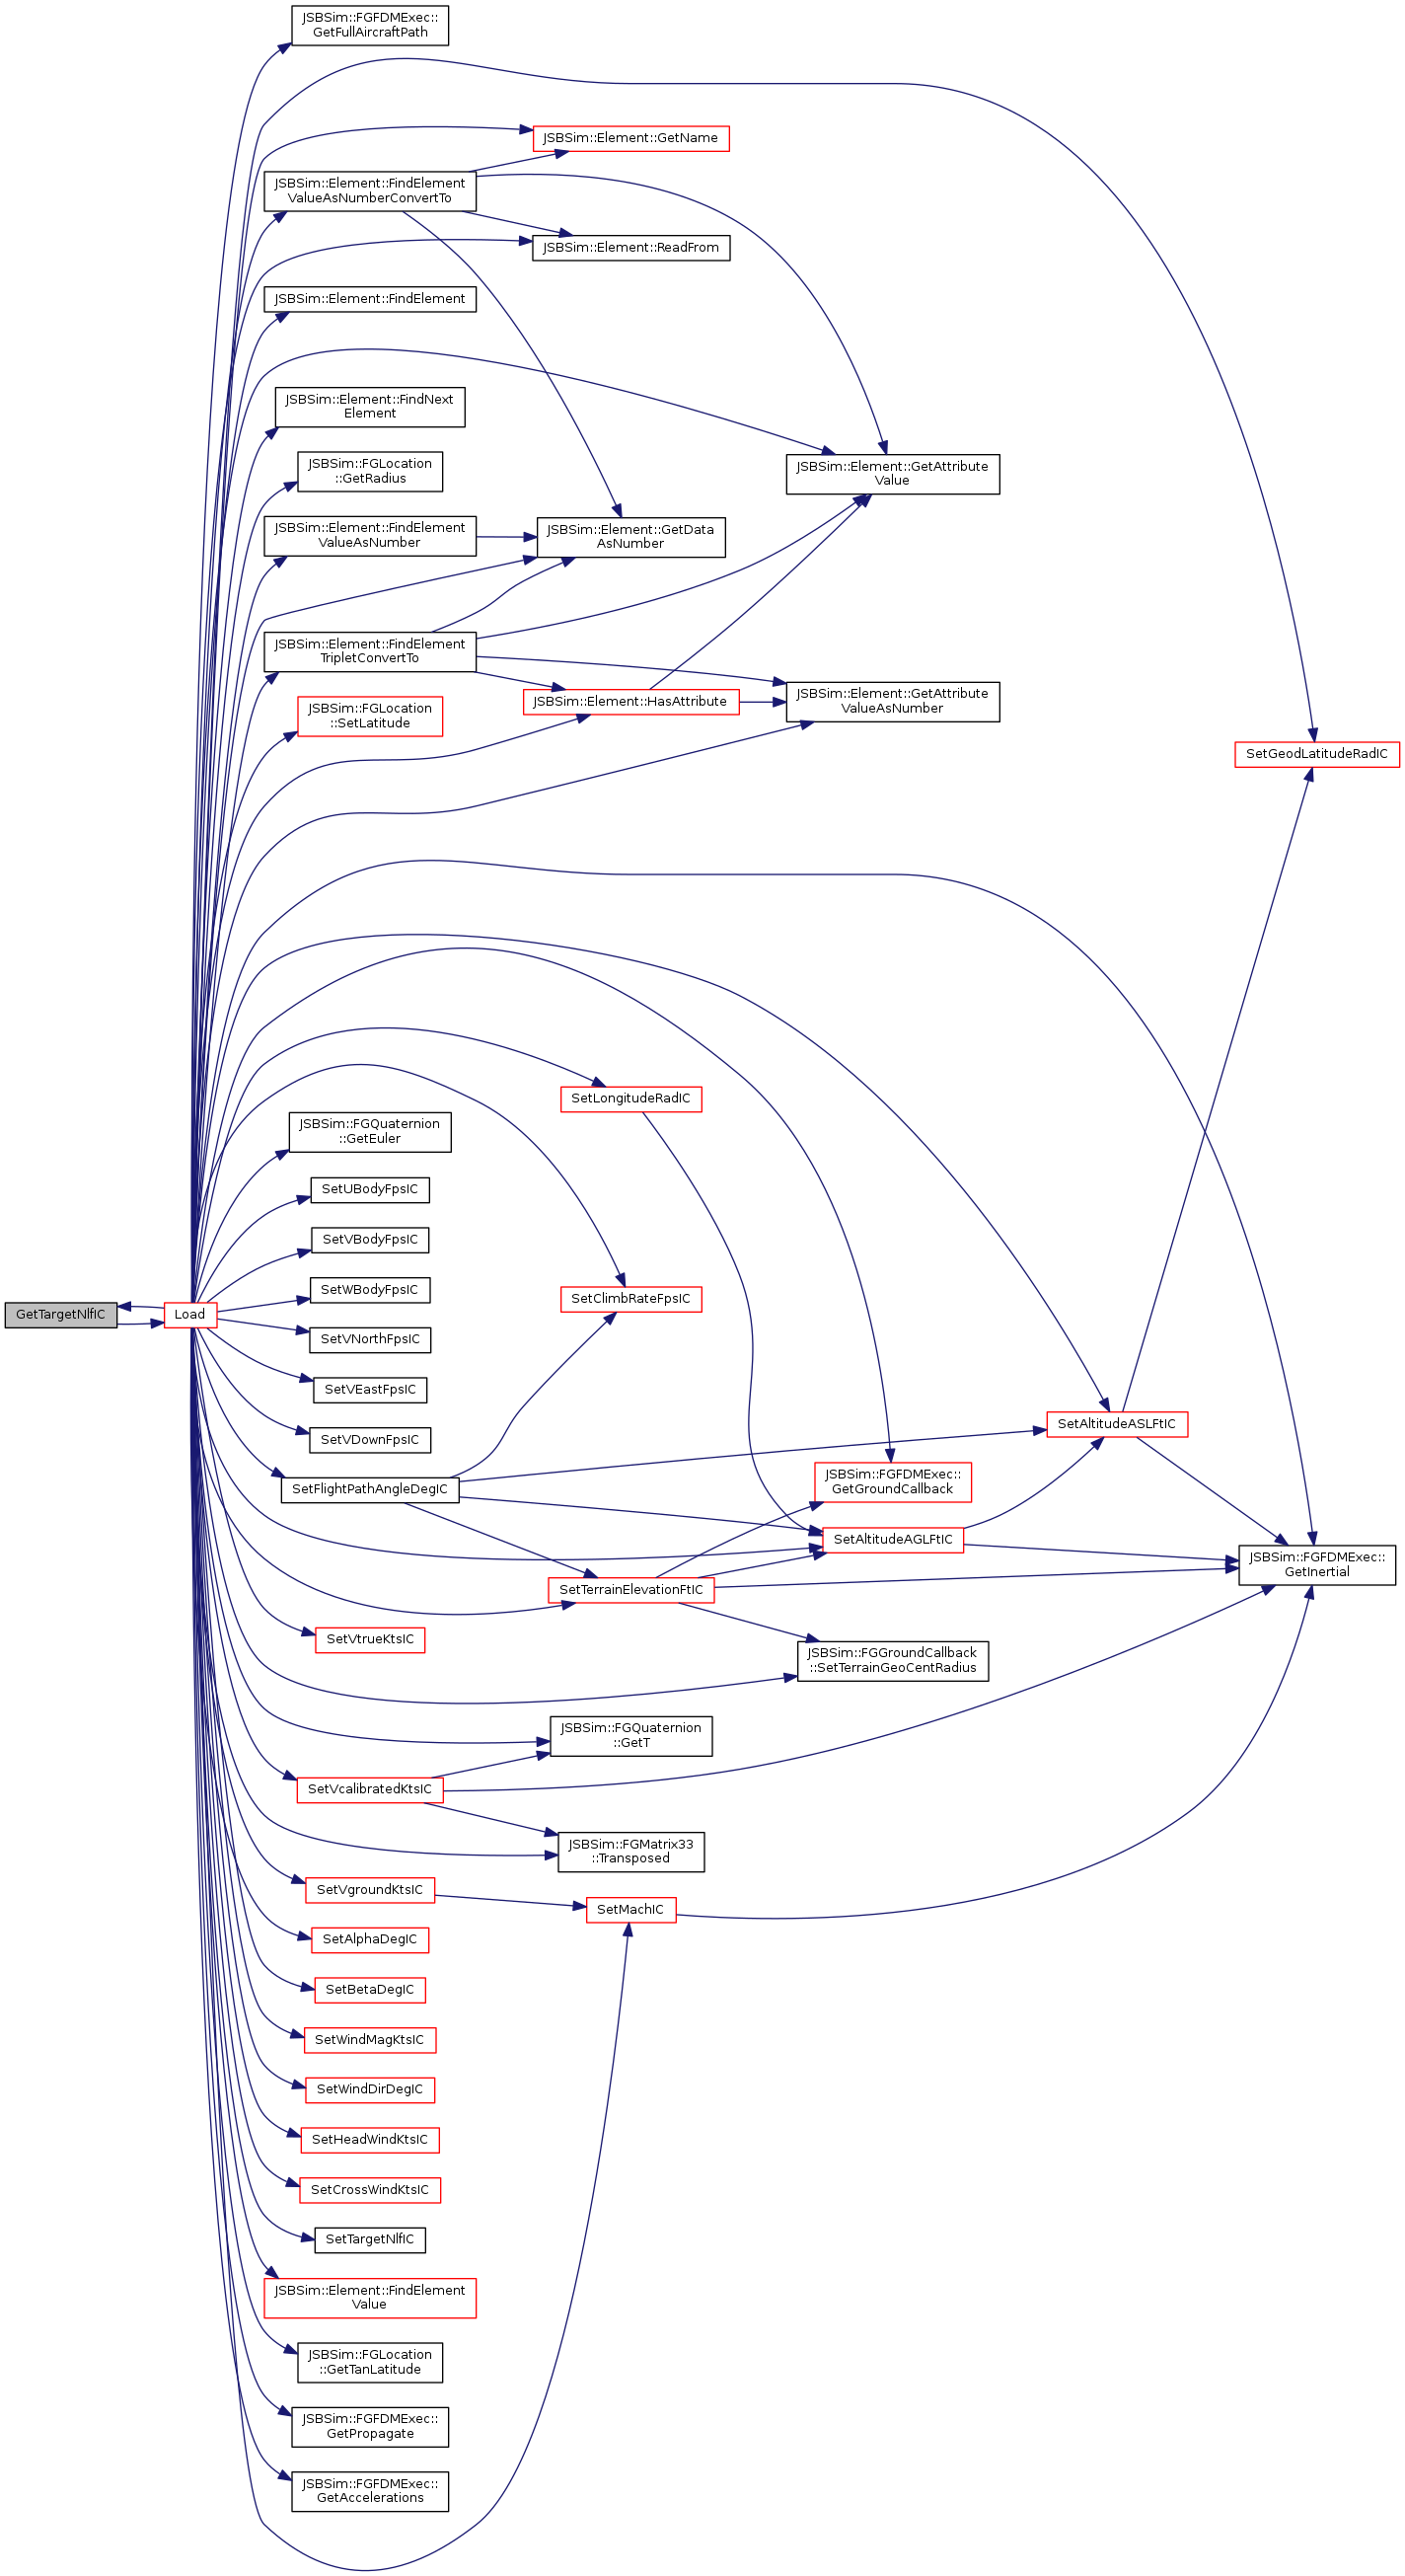 JSBSim::FGFDMExec::
GetFullAircraftPath
JSBSim::Element::GetName
JSBSim::Element::FindElement
ValueAsNumberConvertTo
JSBSim::Element::ReadFrom
JSBSim::Element::FindElement
JSBSim::Element::FindNext
Element
JSBSim::FGLocation
::GetRadius
JSBSim::Element::GetAttribute
Value
JSBSim::Element::FindElement
ValueAsNumber
JSBSim::Element::GetData
AsNumber
JSBSim::Element::FindElement
TripletConvertTo
JSBSim::FGLocation
::SetLatitude
JSBSim::Element::HasAttribute
JSBSim::Element::GetAttribute
ValueAsNumber
SetGeodLatitudeRadIC
SetLongitudeRadIC
JSBSim::FGQuaternion
::GetEuler
SetUBodyFpsIC
SetVBodyFpsIC
SetWBodyFpsIC
SetClimbRateFpsIC
GetTargetNlfIC
Load
SetVNorthFpsIC
SetVEastFpsIC
SetVDownFpsIC
SetAltitudeASLFtIC
SetFlightPathAngleDegIC
JSBSim::FGFDMExec::
GetGroundCallback
SetAltitudeAGLFtIC
JSBSim::FGFDMExec::
GetInertial
SetTerrainElevationFtIC
SetVtrueKtsIC
JSBSim::FGGroundCallback
::SetTerrainGeoCentRadius
JSBSim::FGQuaternion
::GetT
SetVcalibratedKtsIC
JSBSim::FGMatrix33
::Transposed
SetVgroundKtsIC
SetMachIC
SetAlphaDegIC
SetBetaDegIC
SetWindMagKtsIC
SetWindDirDegIC
SetHeadWindKtsIC
SetCrossWindKtsIC
SetTargetNlfIC
JSBSim::Element::FindElement
Value
JSBSim::FGLocation
::GetTanLatitude
JSBSim::FGFDMExec::
GetPropagate
JSBSim::FGFDMExec::
GetAccelerations